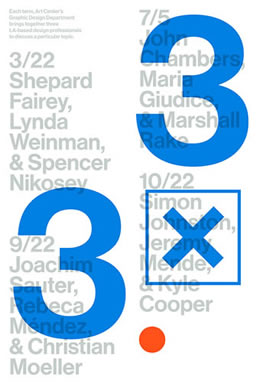 Each term, Art Center's
Graphic Design Department
brings together three
LA-based design professionals
to discuss a particular topic.
3/22
Shepard
Fairey,
Lynda
Weinman,
& Spencer
Nikosey
9/22
Joachim
Sauter,
Rebeca
Méndez,
& Christian
Moeller
7/5
John
Chambers,
Maria
Giudice,
& Marshall
Rake
10/22
Simon
Johnston,
Jeremy
Mende,
& Kyle
Cooper
3
×
3
.